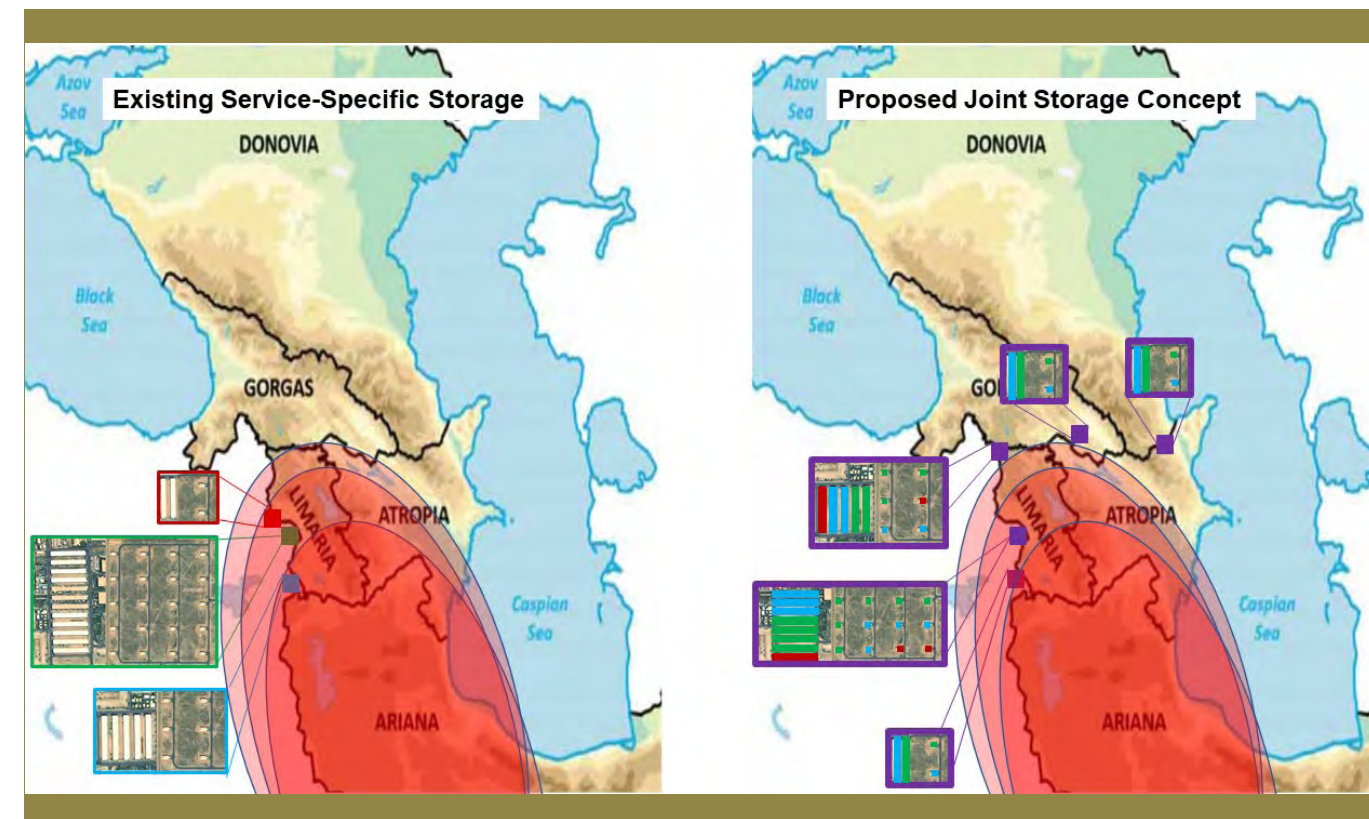 Existing Service-Specific Storage
Azov
Sea
DONOVIA
Black
Sea
GORGAS
LIMARIA
ATROPIA
Caspian
Sea
ARIANA
Proposed Joint Storage Concept
Azov
Sea
DONOVIA
Black
Sea
GO
LIMARIA
ATROPIA
Caspian
Sea
ARIANA